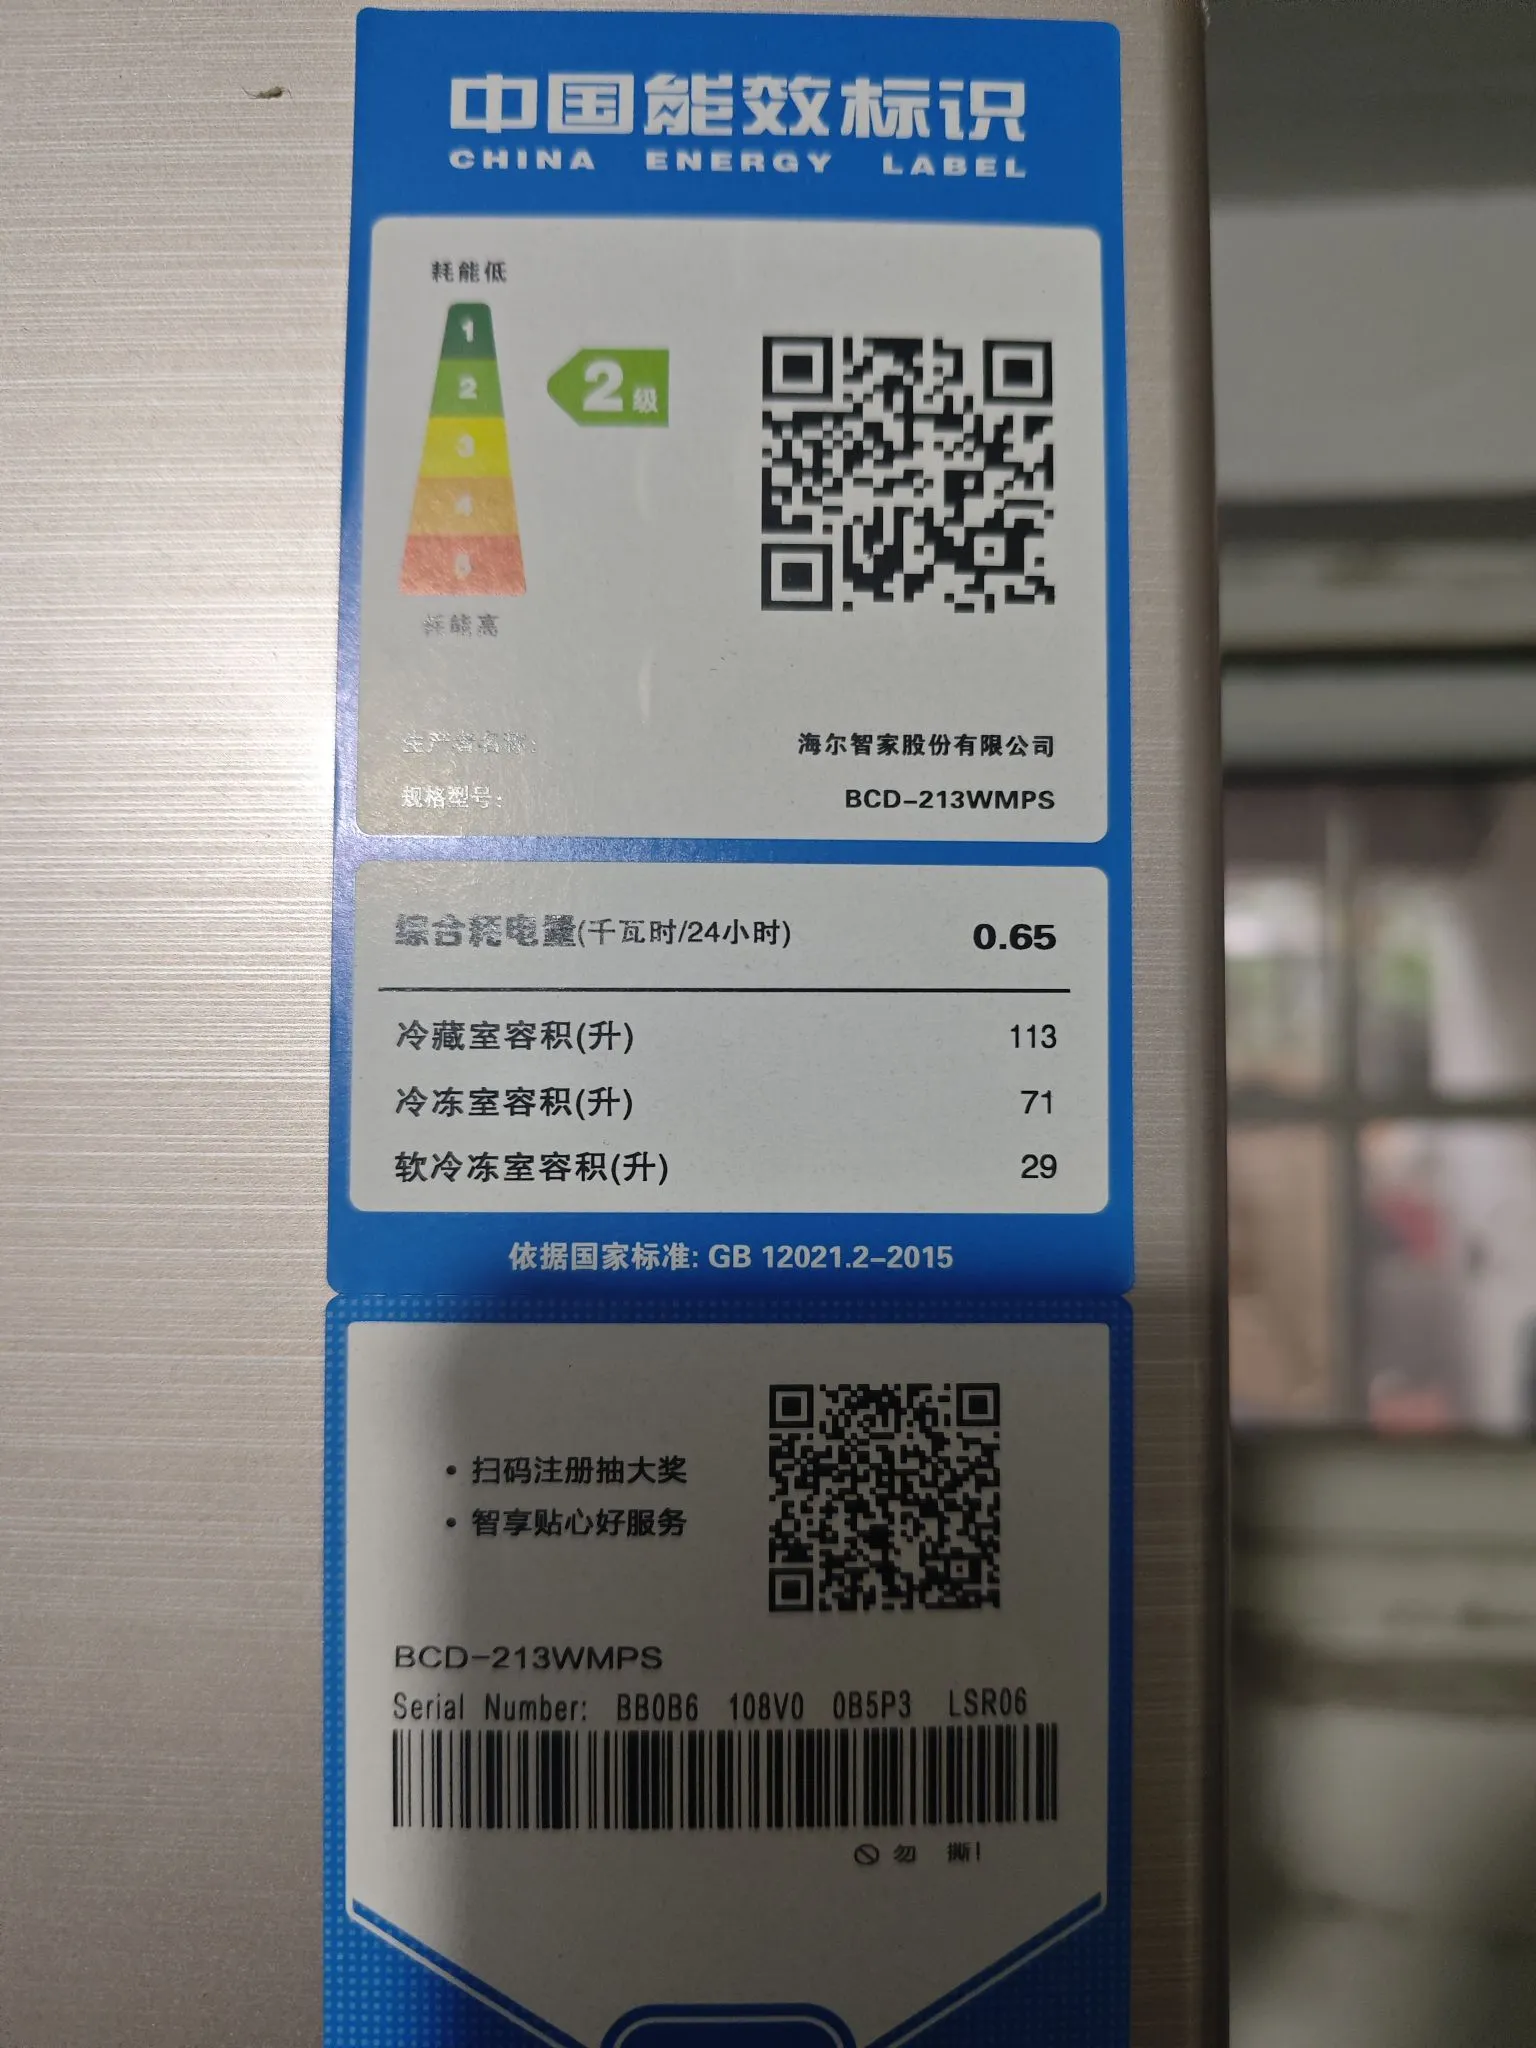 中国能效标识
CHINA ENERGY LABEL
耗能低
1
2
2级
3
4
5
耗能高
生产者名称: 海尔智家股份有限公司
规格型号: BCD-213WMPS
综合耗电量(千瓦时/24小时) 0.65
冷藏室容积(升) 113
冷冻室容积(升) 71
软冷冻室容积(升) 29
依据国家标准: GB 12021.2-2015
• 扫码注册抽大奖
• 智享贴心好服务
BCD-213WMPS
Serial Number: BB0B6 108V0 0B5P3 LSR06
勿 撕!